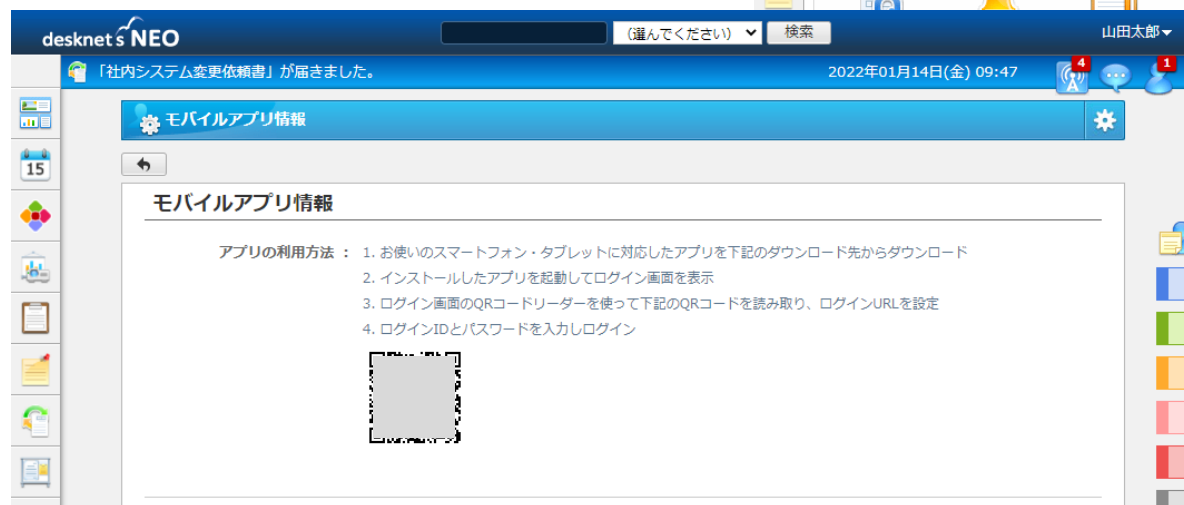 desknet's NEO
(選んでください)
検索
山田太郎
「社内システム変更依頼書」が届きました。
2022年01月14日(金) 09:47
4
1
モバイルアプリ情報
15
モバイルアプリ情報
アプリの利用方法 :
1. お使いのスマートフォン・タブレットに対応したアプリを下記のダウンロード先からダウンロード
2. インストールしたアプリを起動してログイン画面を表示
3. ログイン画面のQRコードリーダーを使って下記のQRコードを読み取り、ログインURLを設定
4. ログインIDとパスワードを入力しログイン